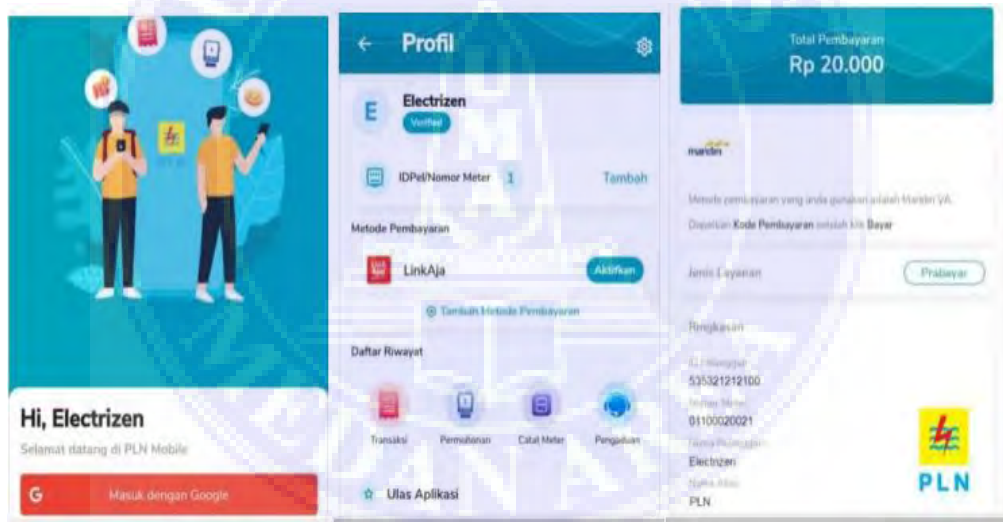 Hi, Electrizen
Selamat datang di PLN Mobile
G Masuk dengan Google
Profil
E
Electrizen
Verified
IDPel/Nomor Meter 1 Tambah
Metode Pembayaran
LinkAja Aktifkan
Tambah Metode Pembayaran
Daftar Riwayat
Transaksi Permohonan Catat Meter Pengaduan
Ulas Aplikasi
Total Pembayaran
Rp 20.000
mandiri
Metode pembayaran yang anda gunakan adalah Mandiri VA.
Dapatkan Kode Pembayaran setelah klik Bayar
Jenis Layanan Prabayar
Ringkasan
535321212100
01100020021
Electrizen
PLN
PLN